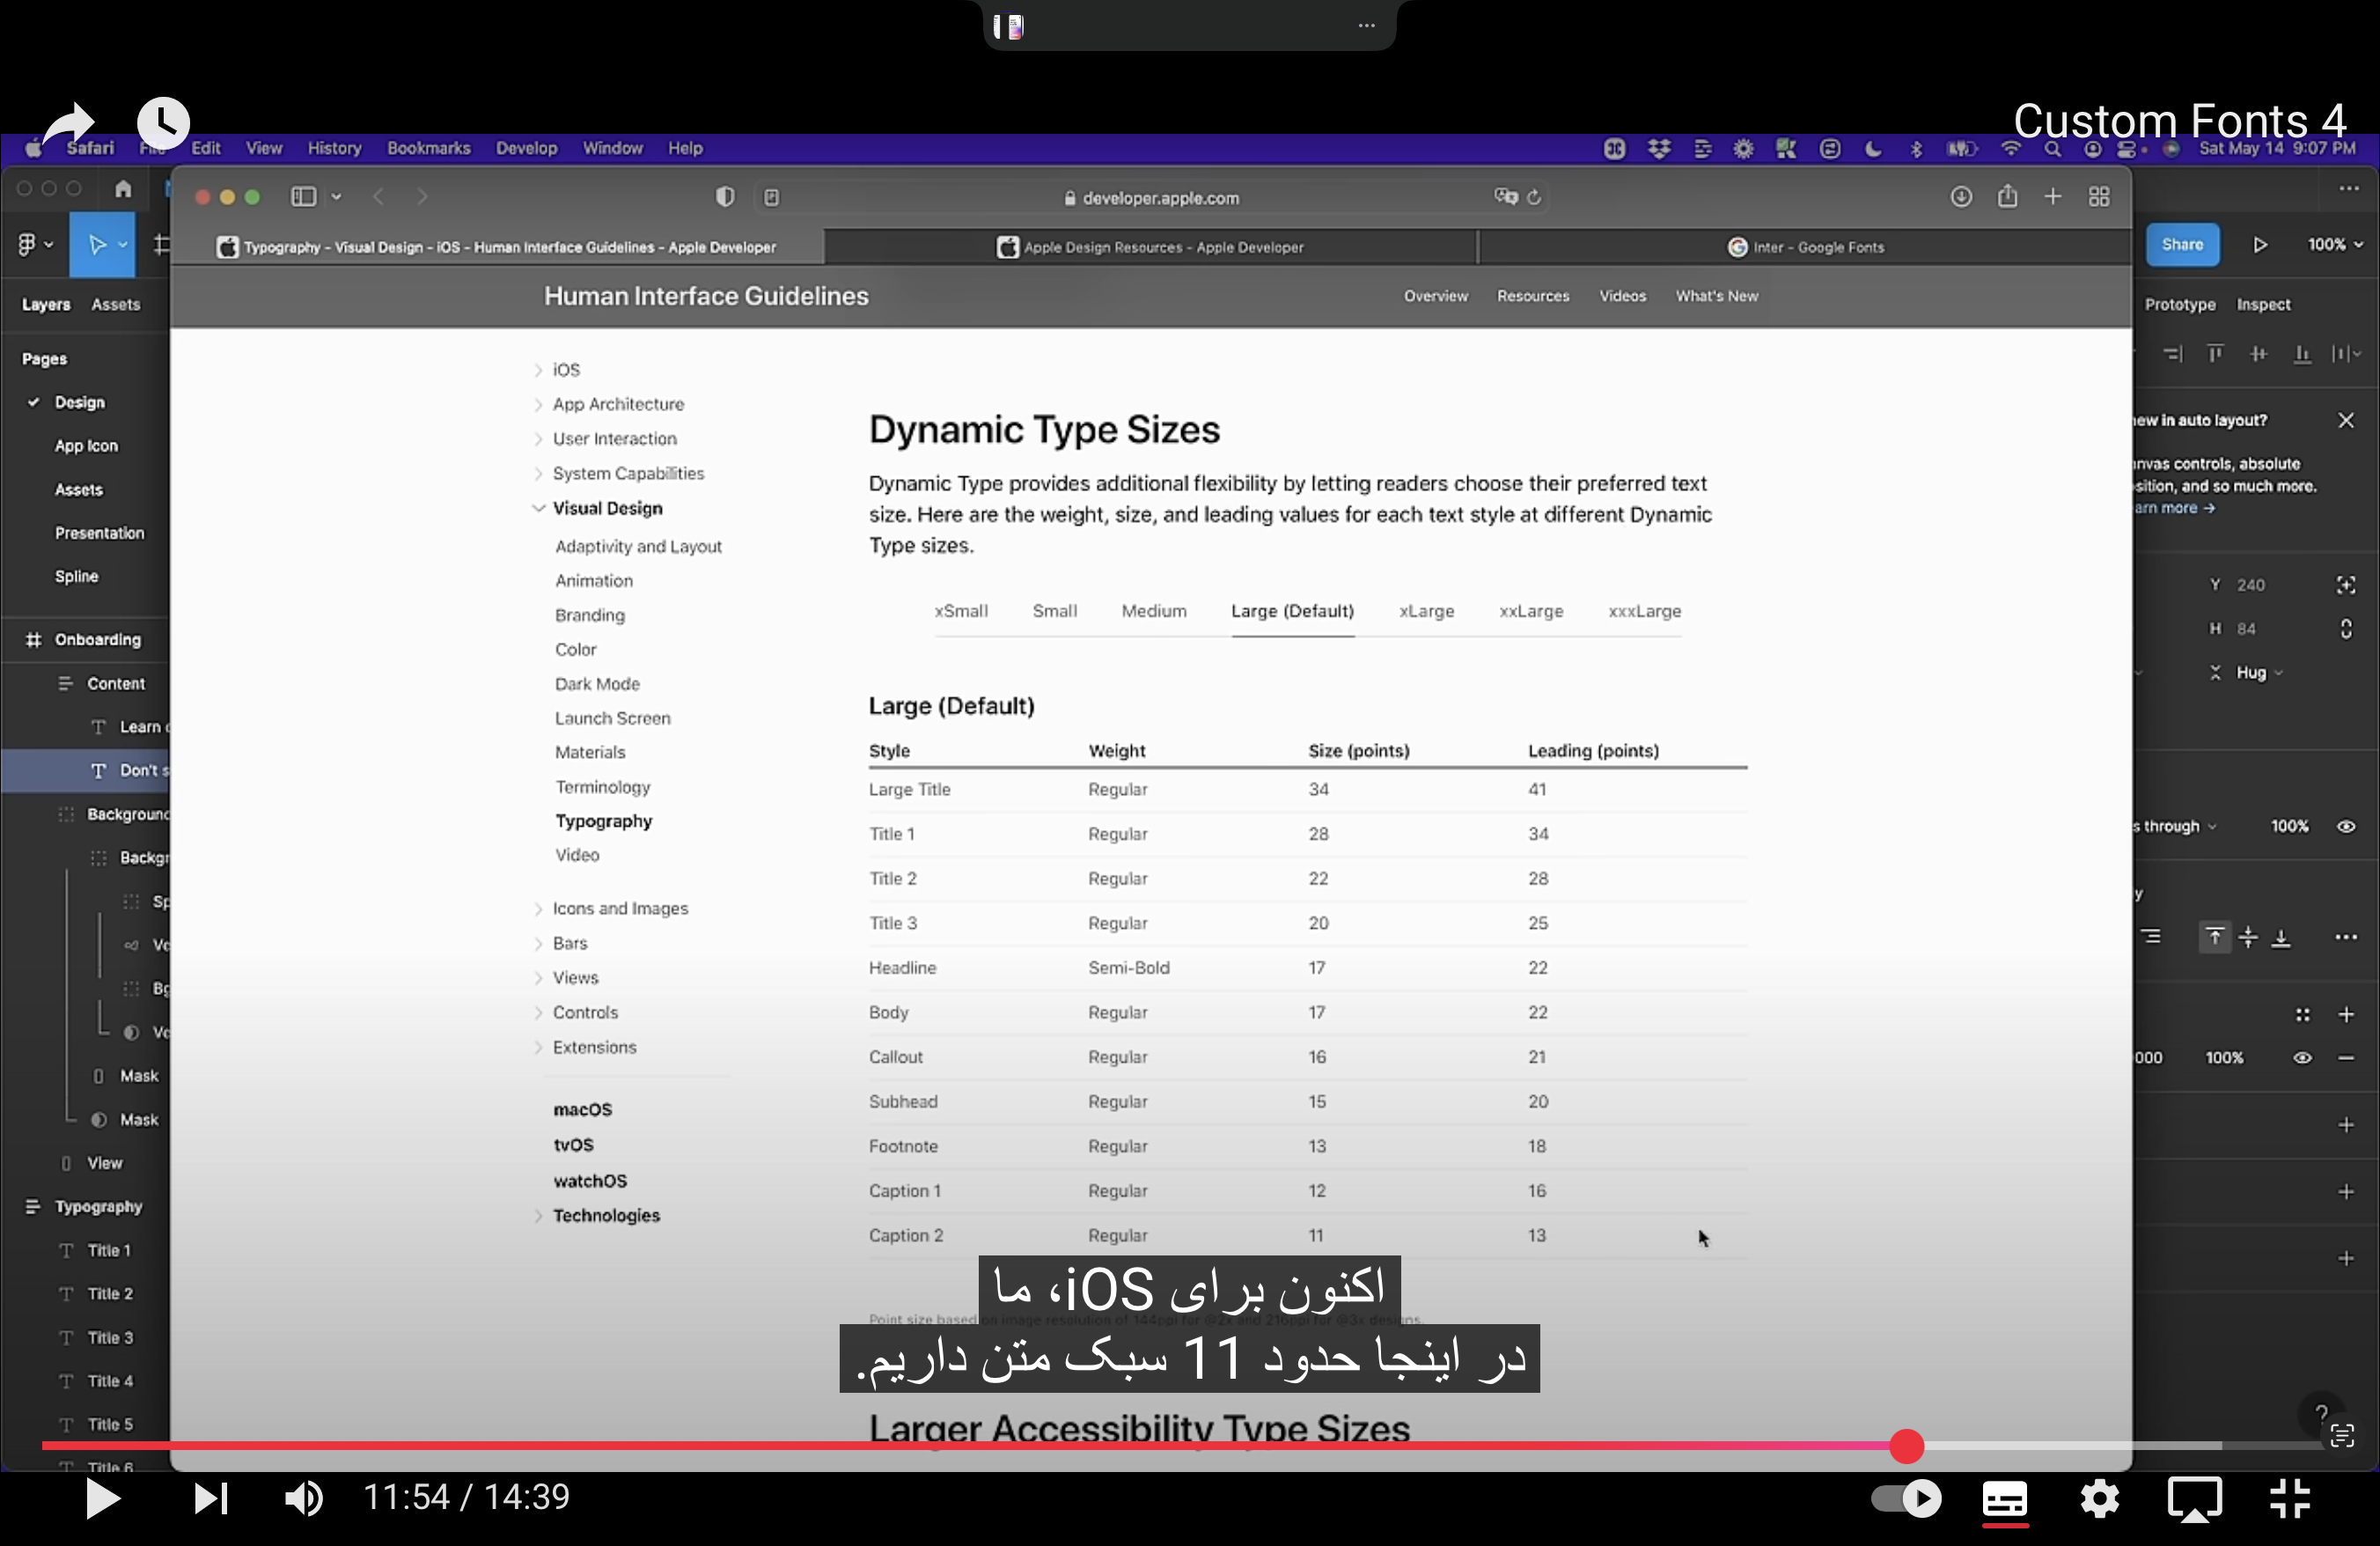 Custom Fonts 4
Safari File Edit View History Bookmarks Develop Window Help
Sat May 14 9:07 PM
developer.apple.com
Typography – Visual Design – iOS – Human Interface Guidelines – Apple Developer
Apple Design Resources – Apple Developer
Inter – Google Fonts
Share
100%
Human Interface Guidelines
Overview Resources Videos What's New
Layers Assets
Pages
Design
App Icon
Assets
Presentation
Spline
Onboarding
Content
Learn
Don't s
Background
Backgr
Sp
Ve
Bg
Ve
Mask
Mask
View
Typography
Title 1
Title 2
Title 3
Title 4
Title 5
Title 6
iOS
App Architecture
User Interaction
System Capabilities
Visual Design
Adaptivity and Layout
Animation
Branding
Color
Dark Mode
Launch Screen
Materials
Terminology
Typography
Video
Icons and Images
Bars
Views
Controls
Extensions
macOS
tvOS
watchOS
Technologies
Dynamic Type Sizes
Dynamic Type provides additional flexibility by letting readers choose their preferred text
size. Here are the weight, size, and leading values for each text style at different Dynamic
Type sizes.
xSmall Small Medium Large (Default) xLarge xxLarge xxxLarge
Large (Default)
Style Weight Size (points) Leading (points)
Large Title Regular 34 41
Title 1 Regular 28 34
Title 2 Regular 22 28
Title 3 Regular 20 25
Headline Semi-Bold 17 22
Body Regular 17 22
Callout Regular 16 21
Subhead Regular 15 20
Footnote Regular 13 18
Caption 1 Regular 12 16
Caption 2 Regular 11 13
Point size based on image resolution of 144ppi for @2x and 216ppi for @3x designs.
اکنون برای iOS، ما
در اینجا حدود 11 سبک متن داریم.
Larger Accessibility Type Sizes
Prototype Inspect
new in auto layout?
anvas controls, absolute
sition, and so much more.
arn more →
Y 240
H 84
Hug
s through 100%
y
000 100%
?
11:54 / 14:39